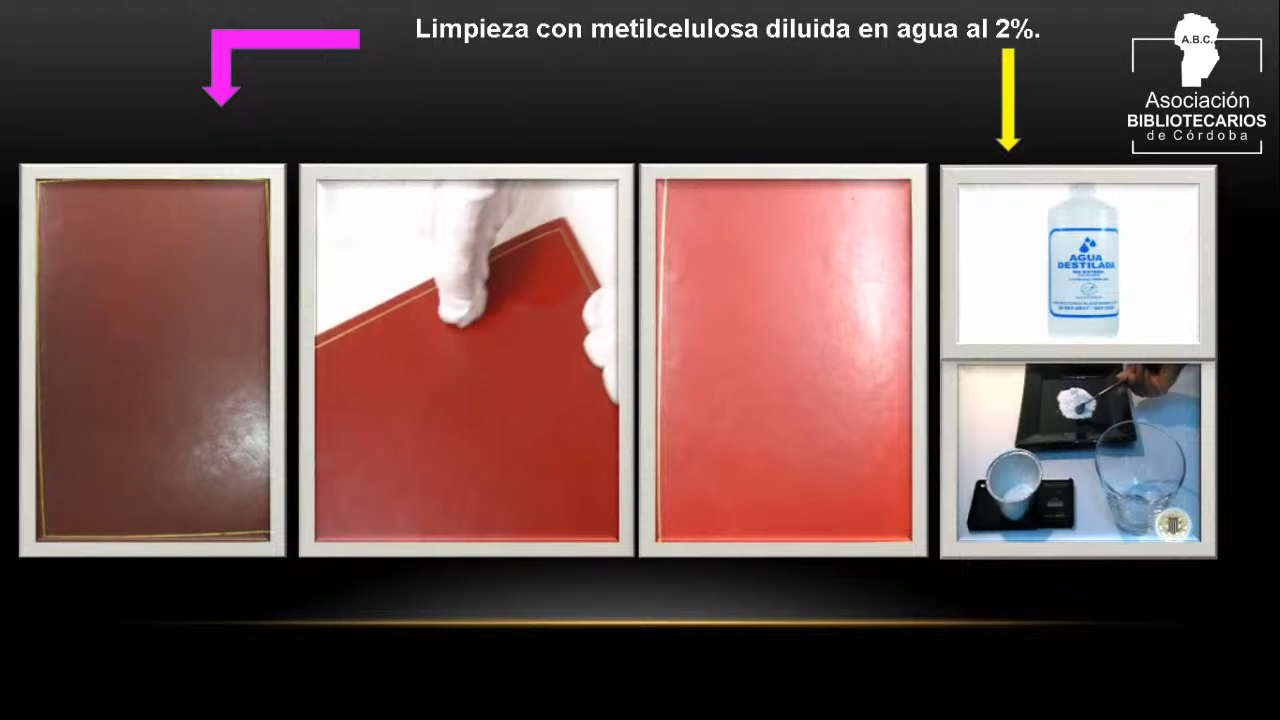 Limpieza con metilcelulosa diluida en agua al 2%.
A.B.C.
Asociación
BIBLIOTECARIOS
de Córdoba
AGUA
DESTILADA